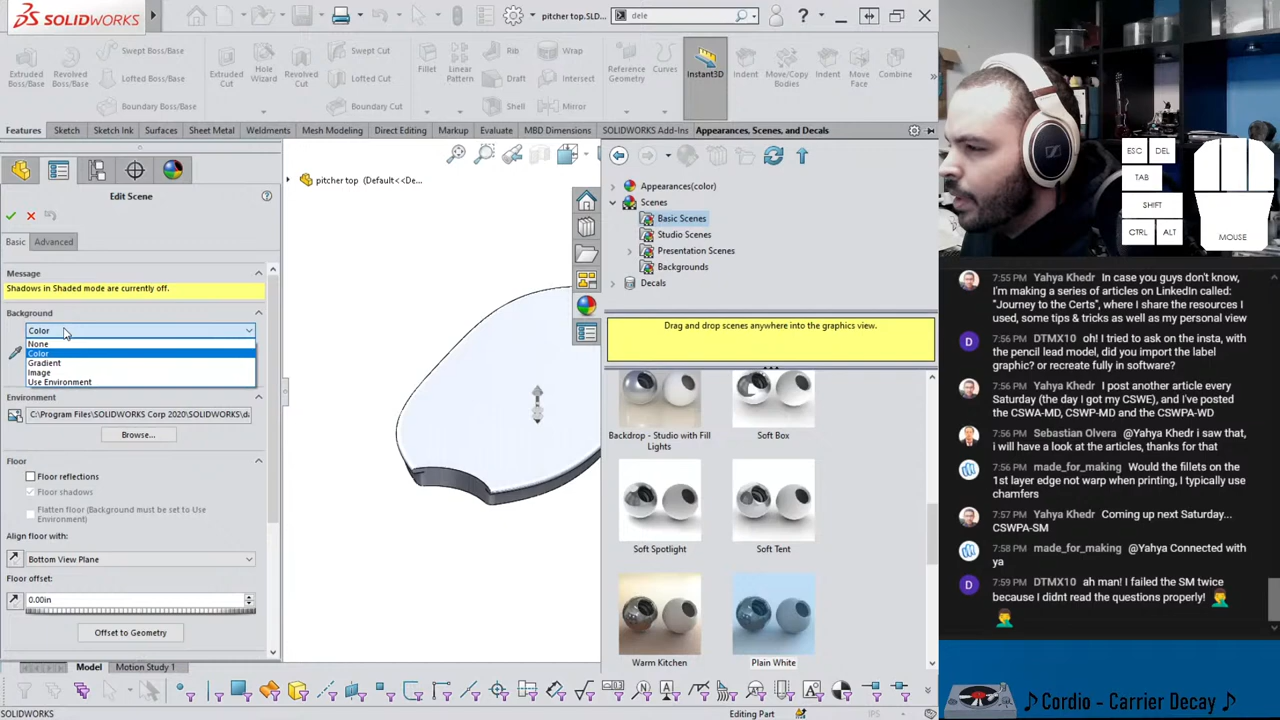 SOLIDWORKS
pitcher top.SLD...
dele
Extruded Boss/Base
Revolved Boss/Base
Swept Boss/Base
Lofted Boss/Base
Boundary Boss/Base
Extruded Cut
Hole Wizard
Revolved Cut
Swept Cut
Lofted Cut
Boundary Cut
Fillet
Linear Pattern
Rib
Draft
Shell
Wrap
Intersect
Mirror
Reference Geometry
Curves
Instant3D
Indent
Move/Copy Bodies
Indent
Move Face
Combine
Features
Sketch
Sketch Ink
Surfaces
Sheet Metal
Weldments
Mesh Modeling
Direct Editing
Markup
Evaluate
MBD Dimensions
SOLIDWORKS Add-Ins
Appearances, Scenes, and Decals
Edit Scene
Basic
Advanced
Message
Shadows in Shaded mode are currently off.
Background
Color
None
Color
Gradient
Image
Use Environment
Environment
C:\Program Files\SOLIDWORKS Corp 2020\SOLIDWORKS\d
Browse...
Floor
Floor reflections
Floor shadows
Flatten floor (Background must be set to Use
Environment)
Align floor with:
Bottom View Plane
Floor offset:
0.00in
Offset to Geometry
pitcher top (Default<<De...
Appearances(color)
Scenes
Basic Scenes
Studio Scenes
Presentation Scenes
Backgrounds
Decals
Drag and drop scenes anywhere into the graphics view.
Backdrop - Studio with Fill
Lights
Soft Box
Soft Spotlight
Soft Tent
Warm Kitchen
Plain White
Model
Motion Study 1
SOLIDWORKS
Editing Part
IPS
ESC
DEL
TAB
SHIFT
CTRL
ALT
MOUSE
7:55 PM Yahya Khedr In case you guys don't know,
I'm making a series of articles on LinkedIn called:
"Journey to the Certs", where I share the resources I
used, some tips & tricks as well as my personal view
7:56 PM DTMX10 oh! I tried to ask on the insta, with
the pencil lead model, did you import the label
graphic? or recreate fully in software?
7:56 PM Yahya Khedr I post another article every
Saturday (the day I got my CSWE), and I've posted
the CSWA-MD, CSWP-MD and the CSWPA-WD
7:56 PM Sebastian Olvera @Yahya Khedr i saw that,
i will have a look at the articles, thanks for that
7:56 PM made_for_making Would the fillets on the
1st layer edge not warp when printing, I typically use
chamfers
7:57 PM Yahya Khedr Coming up next Saturday...
CSWPA-SM
7:58 PM made_for_making @Yahya Connected with
ya
7:59 PM DTMX10 ah man! I failed the SM twice
because I didnt read the questions properly! 🤦‍♂️
🤦‍♂️
♪ Cordio - Carrier Decay ♪